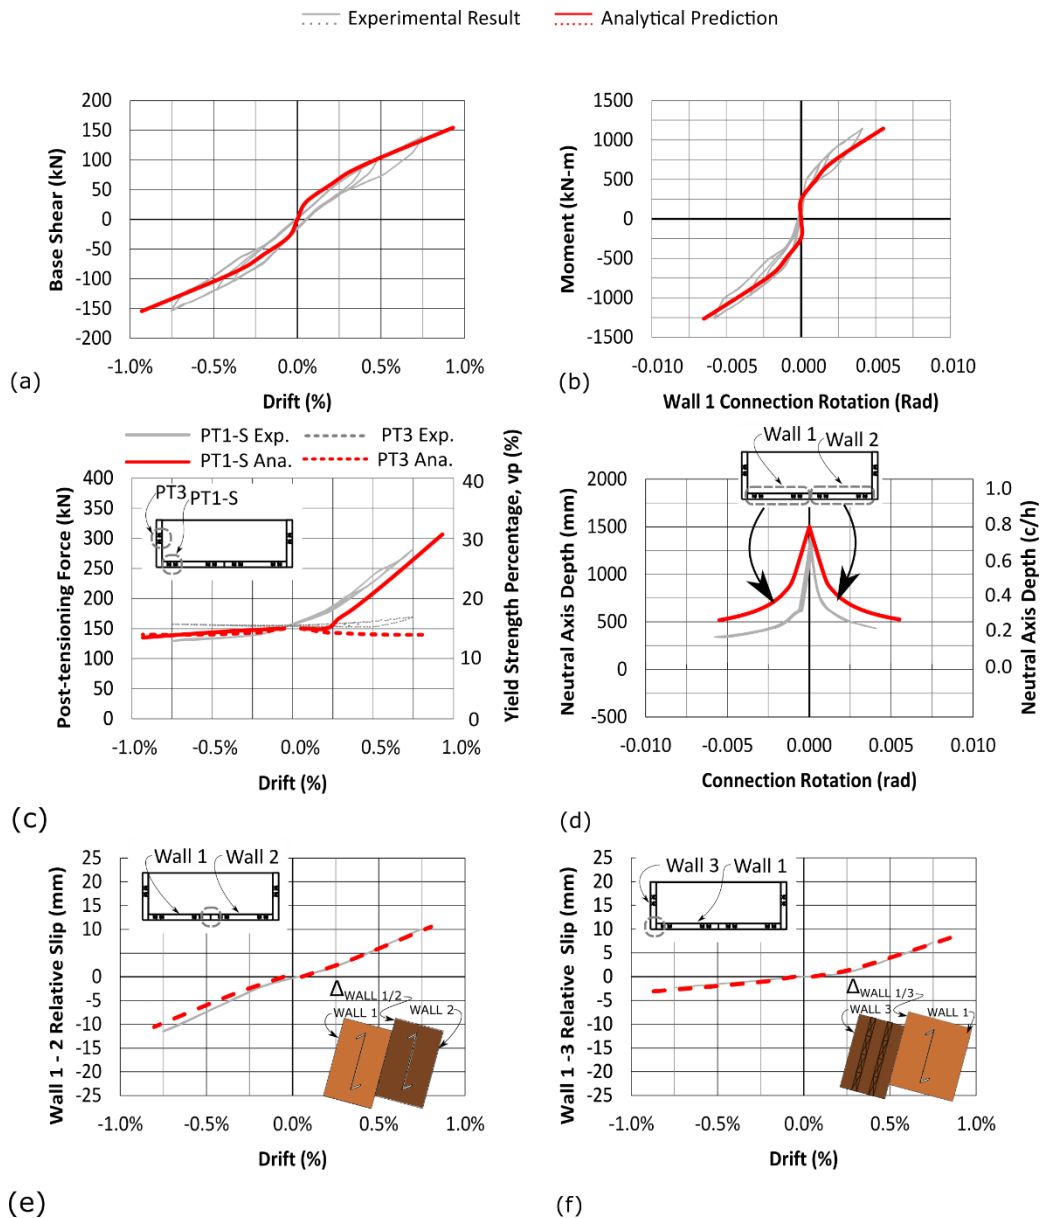 Experimental Result Analytical Prediction
200
150
100
50
0
-50
-100
-150
-200
Base Shear (kN)
-1.0% -0.5% 0.0% 0.5% 1.0%
Drift (%)
(a)
1500
1000
500
0
-500
-1000
-1500
Moment (kN-m)
-0.010 -0.005 0.000 0.005 0.010
Wall 1 Connection Rotation (Rad)
(b)
PT1-S Exp. PT3 Exp.
PT1-S Ana. PT3 Ana.
400
350
300
250
200
150
100
50
0
Post-tensioning Force (kN)
PT3
PT1-S
40
30
20
10
0
Yield Strength Percentage, vp (%)
-1.0% -0.5% 0.0% 0.5% 1.0%
Drift (%)
(c)
Wall 1 Wall 2
2000
1500
1000
500
0
-500
Neutral Axis Depth (mm)
1.0
0.8
0.6
0.4
0.2
0.0
Neutral Axis Depth (c/h)
-0.010 -0.005 0.000 0.005 0.010
Connection Rotation (rad)
(d)
25
20
15
10
5
0
-5
-10
-15
-20
-25
Wall 1 - 2 Relative Slip (mm)
Wall 1 Wall 2
Δ WALL 1/2
WALL 1 WALL 2
-1.0% -0.5% 0.0% 0.5% 1.0%
Drift (%)
(e)
25
20
15
10
5
0
-5
-10
-15
-20
-25
Wall 1 -3 Relative Slip (mm)
Wall 3 Wall 1
Δ WALL 1/3
WALL 3 WALL 1
-1.0% -0.5% 0.0% 0.5% 1.0%
Drift (%)
(f)